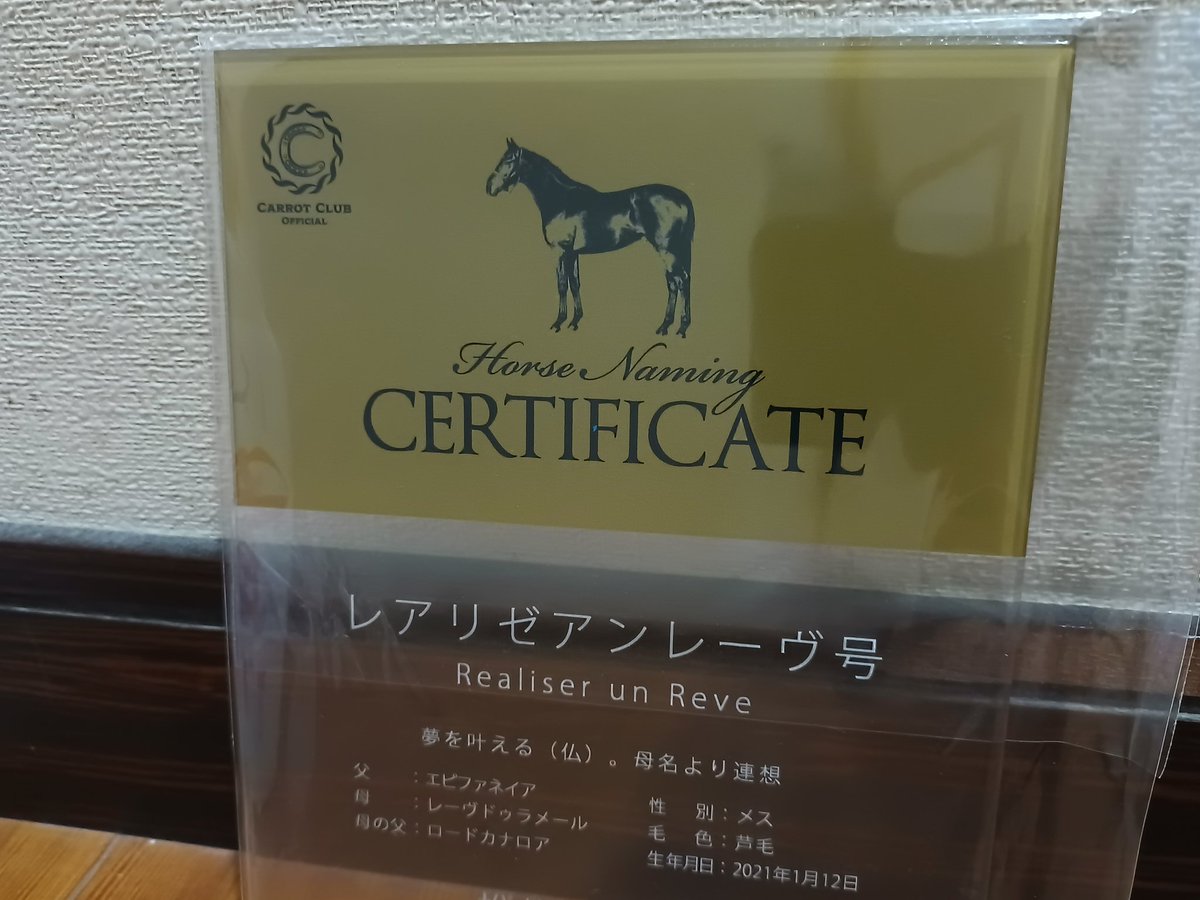 CARROT CLUB
OFFICIAL
Horse Naming
CERTIFICATE
レアリゼアンレーヴ号
Realiser un Reve
夢を叶える（仏）。母名より連想
父　：エピファネイア
母　：レーヴドゥラメール
母の父：ロードカナロア
性　別：メス
毛　色：芦毛
生年月日：2021年1月12日